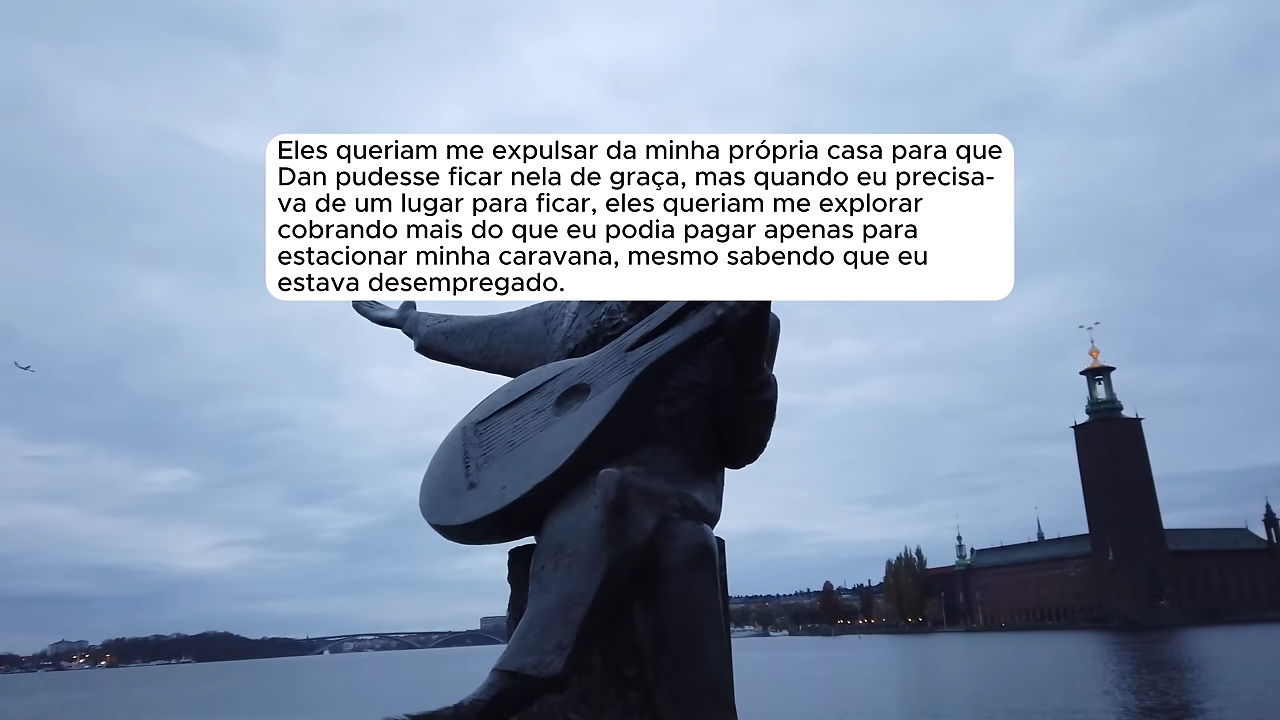 Eles queriam me expulsar da minha própria casa para que
Dan pudesse ficar nela de graça, mas quando eu precisa-
va de um lugar para ficar, eles queriam me explorar
cobrando mais do que eu podia pagar apenas para
estacionar minha caravana, mesmo sabendo que eu
estava desempregado.